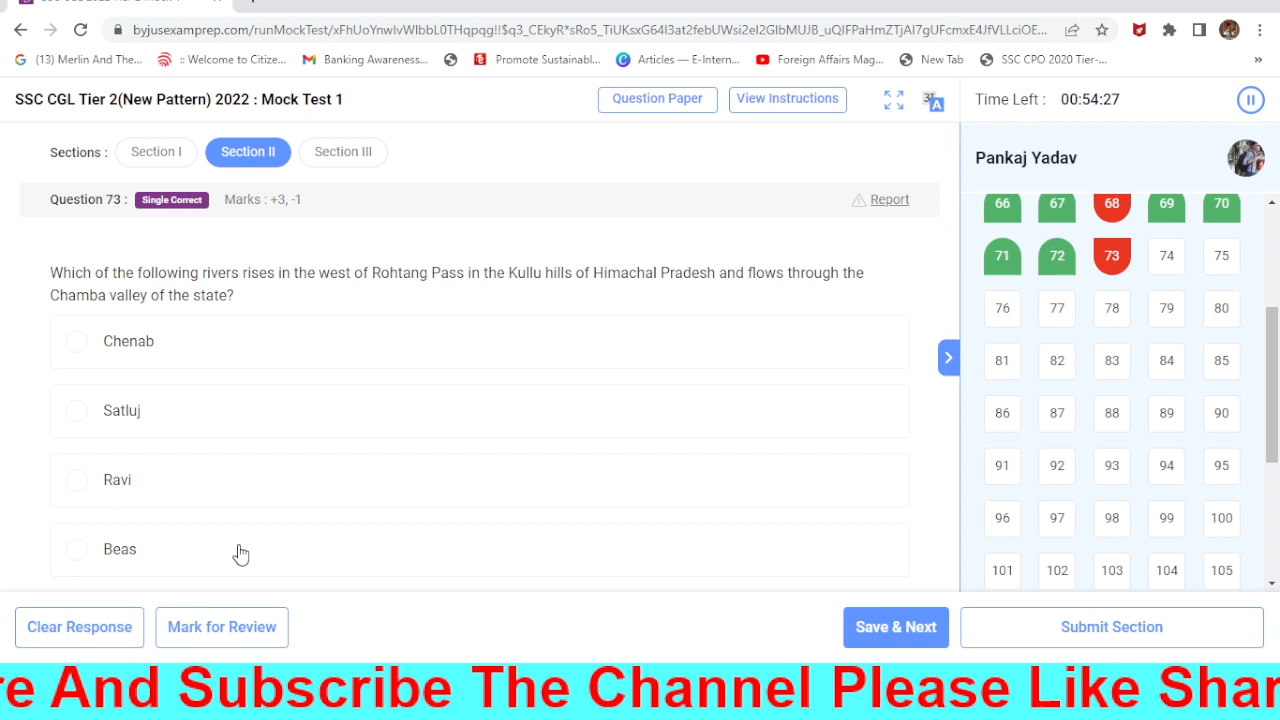 byjusexamprep.com/runMockTest/xFhUoYnwIvWlbbL0THqpqg!!$q3_CEkyR*sRo5_TiUKsxG64l3at2febUWsi2eI2GlbMUJ8_uQIFPaHmZTjAI7gUFcmxE4JfVLLciOE...
(13) Merlin And The...
:: Welcome to Citize...
Banking Awareness...
Promote Sustainabl...
Articles — E-Intern...
Foreign Affairs Mag...
New Tab
SSC CPO 2020 Tier-...
»
SSC CGL Tier 2(New Pattern) 2022 : Mock Test 1
Question Paper
View Instructions
Time Left : 00:54:27
Sections : Section I Section II Section III
Pankaj Yadav
Question 73 : Single Correct Marks : +3, -1
Report
Which of the following rivers rises in the west of Rohtang Pass in the Kullu hills of Himachal Pradesh and flows through the
Chamba valley of the state?
Chenab
Satluj
Ravi
Beas
66 67 68 69 70
71 72 73 74 75
76 77 78 79 80
81 82 83 84 85
86 87 88 89 90
91 92 93 94 95
96 97 98 99 100
101 102 103 104 105
Clear Response
Mark for Review
Save & Next
Submit Section
re And Subscribe The Channel Please Like Shar